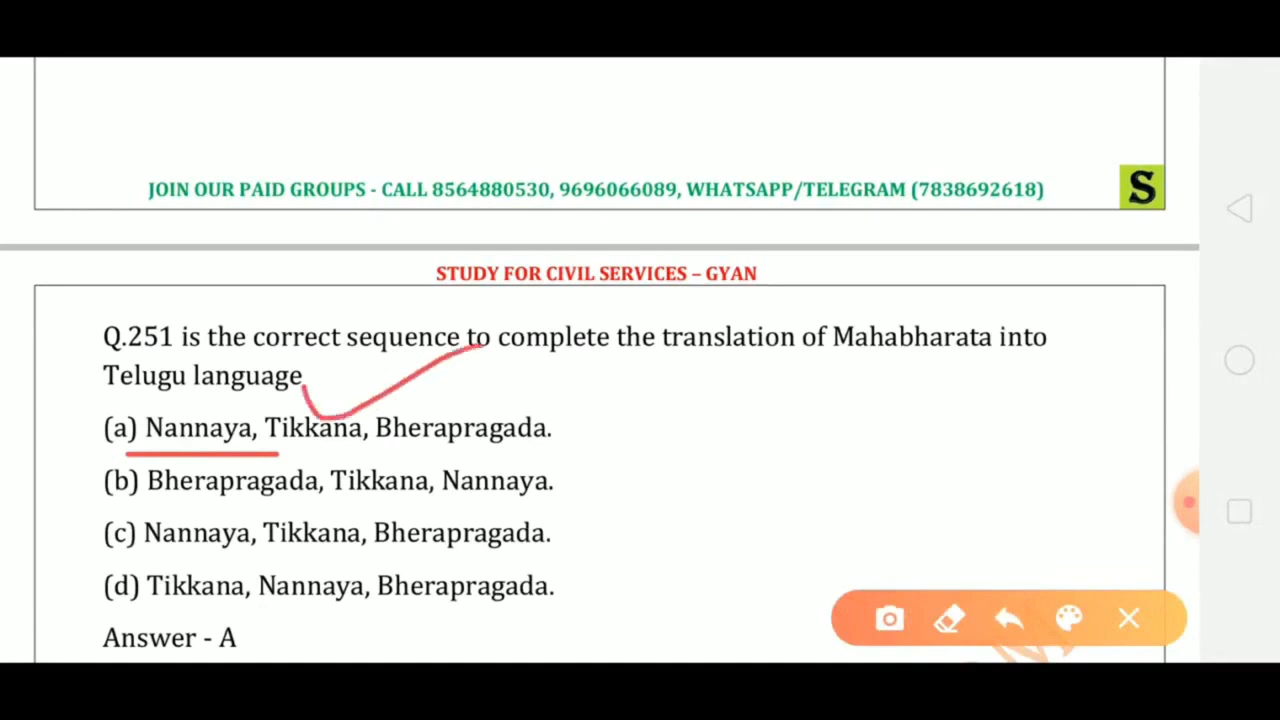 JOIN OUR PAID GROUPS - CALL 8564880530, 9696066089, WHATSAPP/TELEGRAM (7838692618)
S
STUDY FOR CIVIL SERVICES – GYAN
Q.251 is the correct sequence to complete the translation of Mahabharata into
Telugu language
(a) Nannaya, Tikkana, Bherapragada.
(b) Bherapragada, Tikkana, Nannaya.
(c) Nannaya, Tikkana, Bherapragada.
(d) Tikkana, Nannaya, Bherapragada.
Answer - A